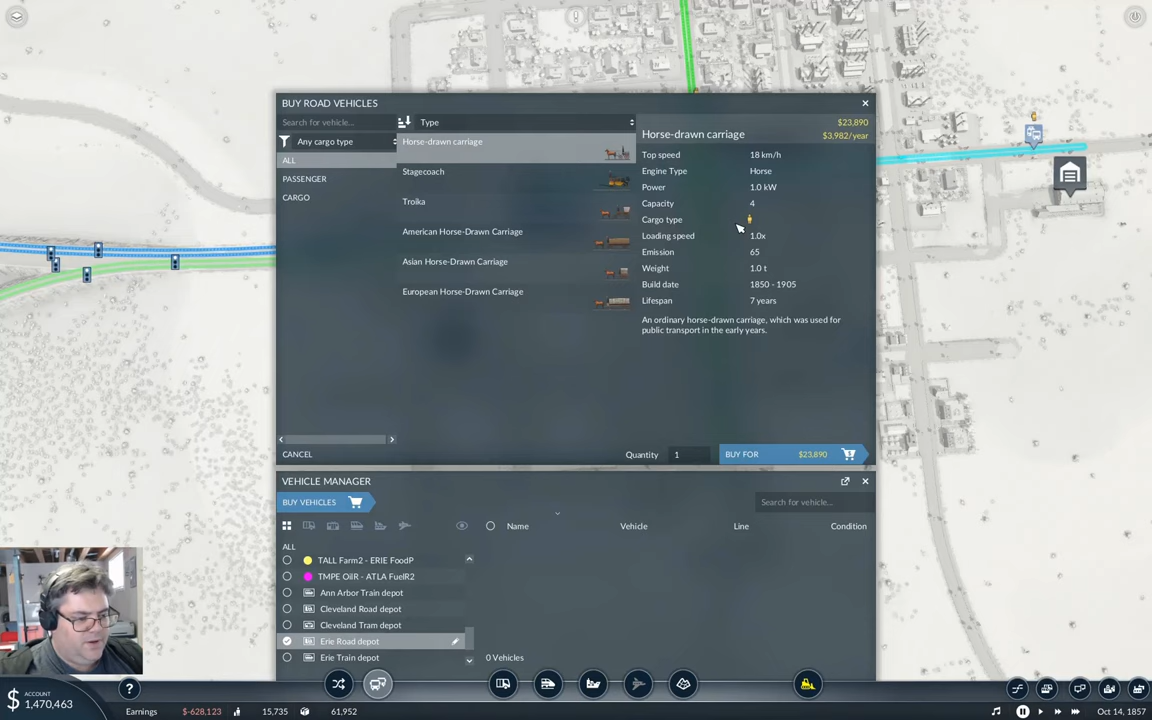 BUY ROAD VEHICLES
Search for vehicle...
Type
$23,890
Horse-drawn carriage
$3,982/year
Any cargo type
Horse-drawn carriage
ALL
PASSENGER
CARGO
Stagecoach
Troika
American Horse-Drawn Carriage
Asian Horse-Drawn Carriage
European Horse-Drawn Carriage
Top speed 18 km/h
Engine Type Horse
Power 1.0 kW
Capacity 4
Cargo type
Loading speed 1.0x
Emission 65
Weight 1.0 t
Build date 1850 - 1905
Lifespan 7 years
An ordinary horse-drawn carriage, which was used for
public transport in the early years.
CANCEL
Quantity 1
BUY FOR $23,890
VEHICLE MANAGER
BUY VEHICLES
Search for vehicle...
Name Vehicle Line Condition
ALL
TALL Farm2 - ERIE FoodP
TMPE OilR - ATLA FuelR2
Ann Arbor Train depot
Cleveland Road depot
Cleveland Tram depot
Erie Road depot
Erie Train depot
0 Vehicles
$ ACCOUNT
1,470,463
?
Earnings $-628,123 15,735 61,952
Oct 14, 1857